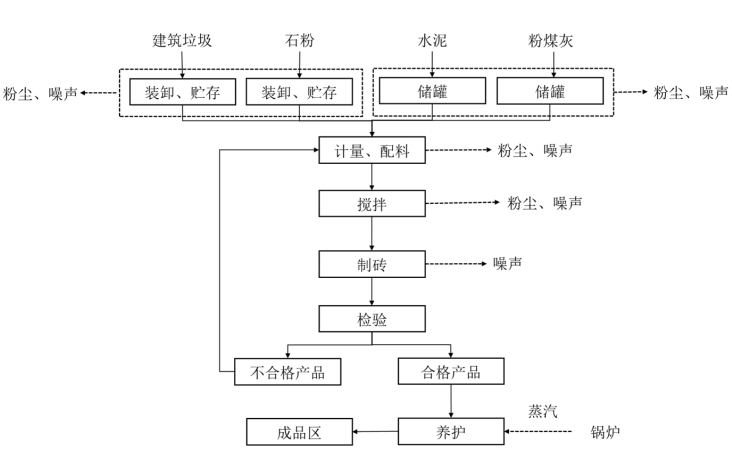 建筑垃圾
石粉
水泥
粉煤灰
粉尘、噪声
装卸、贮存
装卸、贮存
储罐
储罐
粉尘、噪声
计量、配料
粉尘、噪声
搅拌
粉尘、噪声
制砖
噪声
检验
不合格产品
合格产品
蒸汽
成品区
养护
锅炉